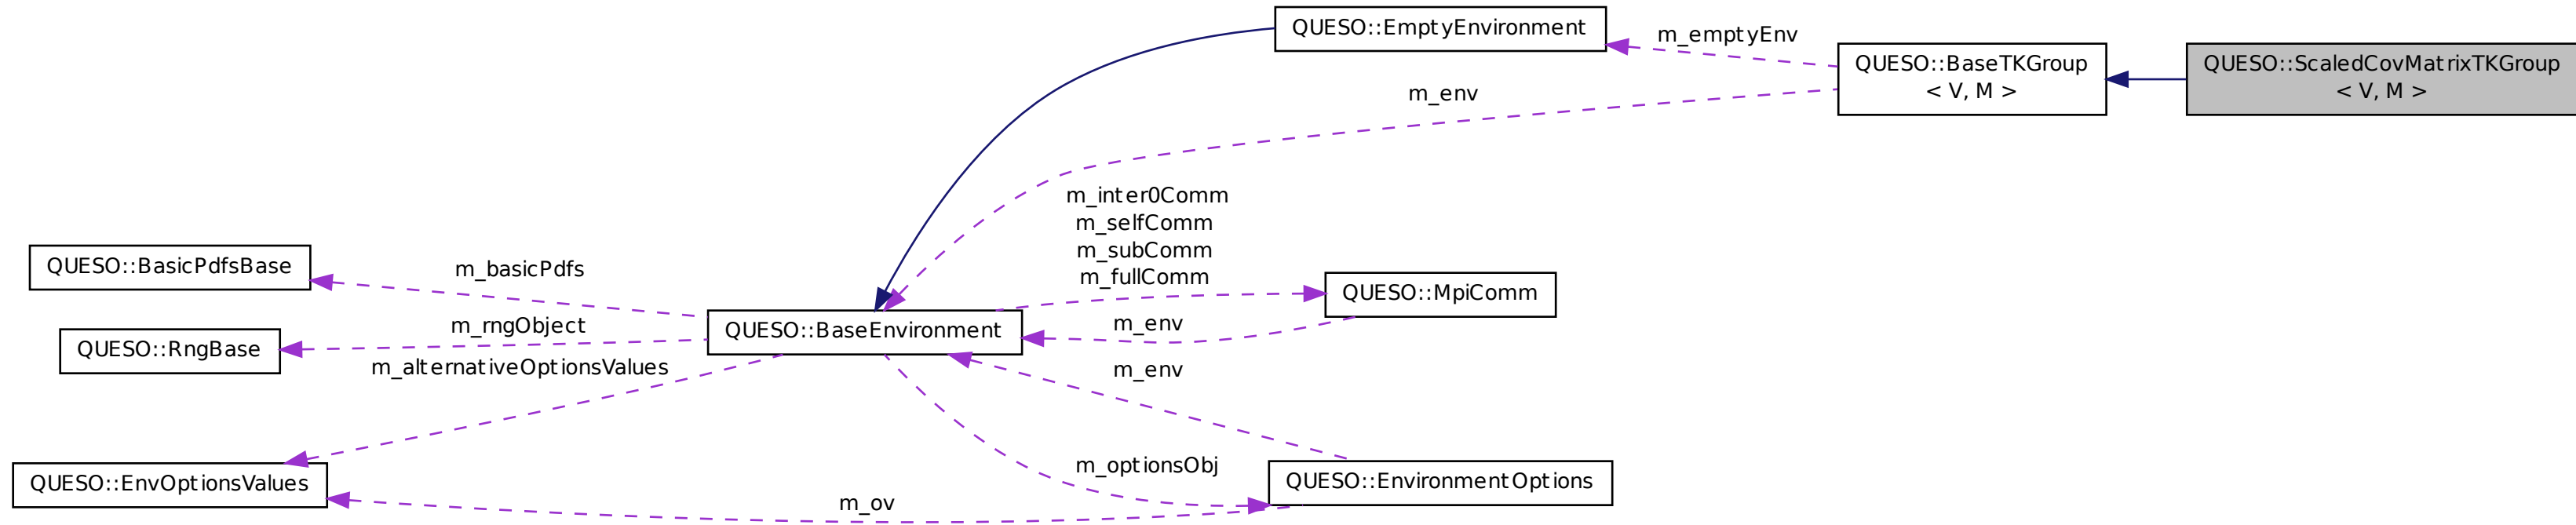 QUESO::EmptyEnvironment
m_emptyEnv
QUESO::BaseTKGroup
< V, M >
QUESO::ScaledCovMatrixTKGroup
< V, M >
m_env
m_inter0Comm
m_selfComm
m_subComm
m_fullComm
QUESO::BasicPdfsBase
m_basicPdfs
QUESO::MpiComm
QUESO::BaseEnvironment
m_env
m_rngObject
QUESO::RngBase
m_alternativeOptionsValues
m_env
m_optionsObj
QUESO::EnvOptionsValues
QUESO::EnvironmentOptions
m_ov